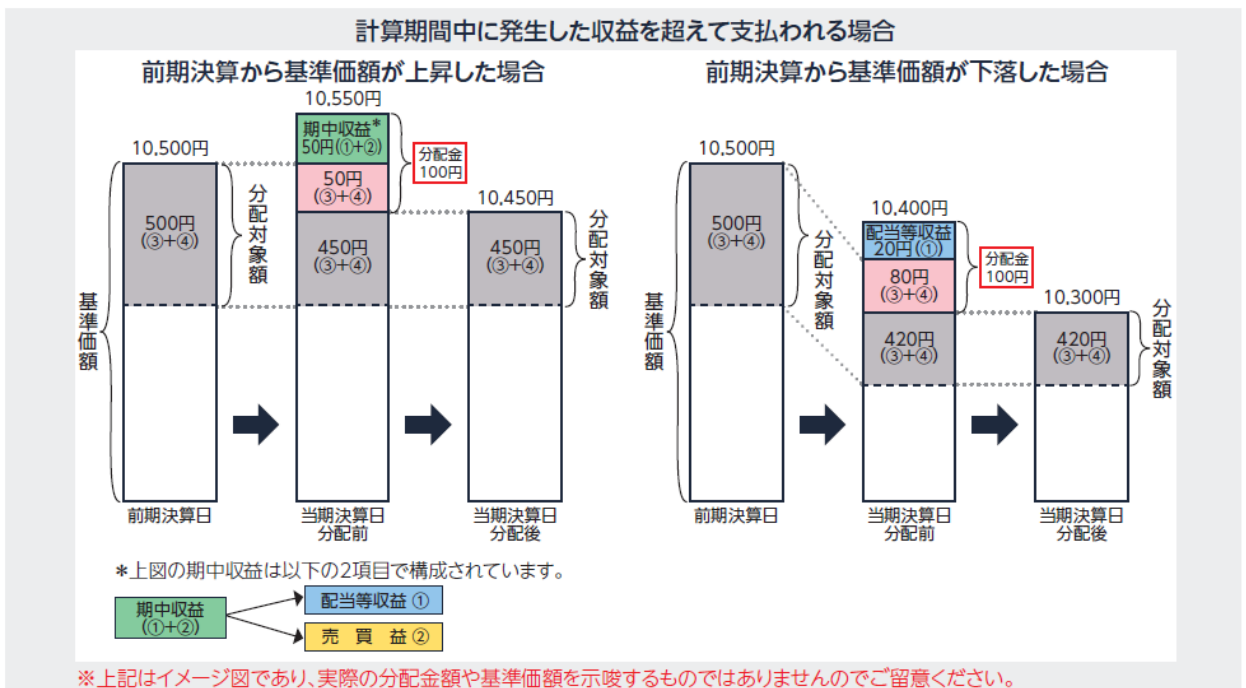 計算期間中に発生した収益を超えて支払われる場合
前期決算から基準価額が上昇した場合
10,500円
500円
(③+④)
分配対象額
基準価額
前期決算日
10,550円
期中収益*
50円(①+②)
50円
(③+④)
450円
(③+④)
分配金
100円
当期決算日
分配前
10,450円
450円
(③+④)
分配対象額
当期決算日
分配後
前期決算から基準価額が下落した場合
10,500円
500円
(③+④)
分配対象額
基準価額
前期決算日
10,400円
配当等収益
20円(①)
80円
(③+④)
420円
(③+④)
分配金
100円
当期決算日
分配前
10,300円
420円
(③+④)
分配対象額
当期決算日
分配後
*上図の期中収益は以下の2項目で構成されています。
期中収益
(①+②)
配当等収益 ①
売 買 益 ②
※上記はイメージ図であり、実際の分配金額や基準価額を示唆するものではありませんのでご留意ください。